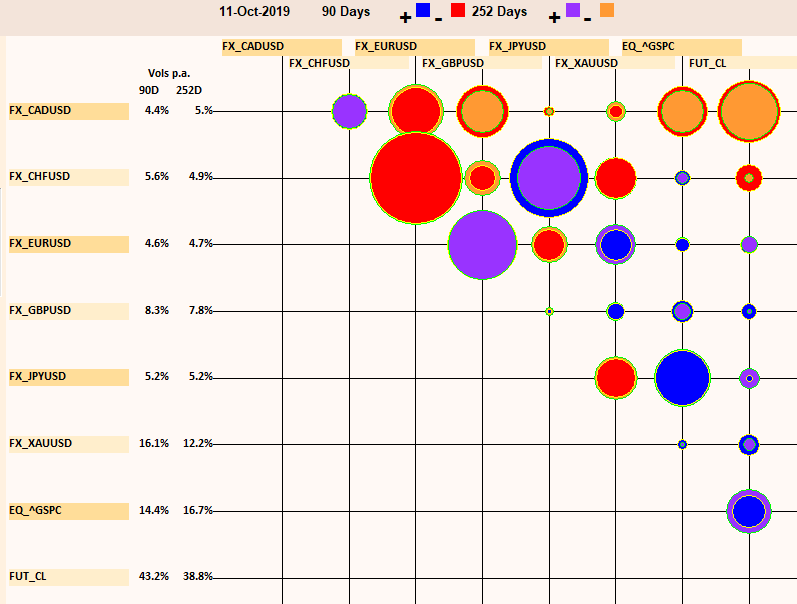 11-Oct-2019 90 Days + - 252 Days + -
FX_CADUSD FX_EURUSD FX_JPYUSD EQ_^GSPC
FX_CHFUSD FX_GBPUSD FX_XAUUSD FUT_CL
Vols p.a.
90D 252D
FX_CADUSD 4.4% 5.%
FX_CHFUSD 5.6% 4.9%
FX_EURUSD 4.6% 4.7%
FX_GBPUSD 8.3% 7.8%
FX_JPYUSD 5.2% 5.2%
FX_XAUUSD 16.1% 12.2%
EQ_^GSPC 14.4% 16.7%
FUT_CL 43.2% 38.8%